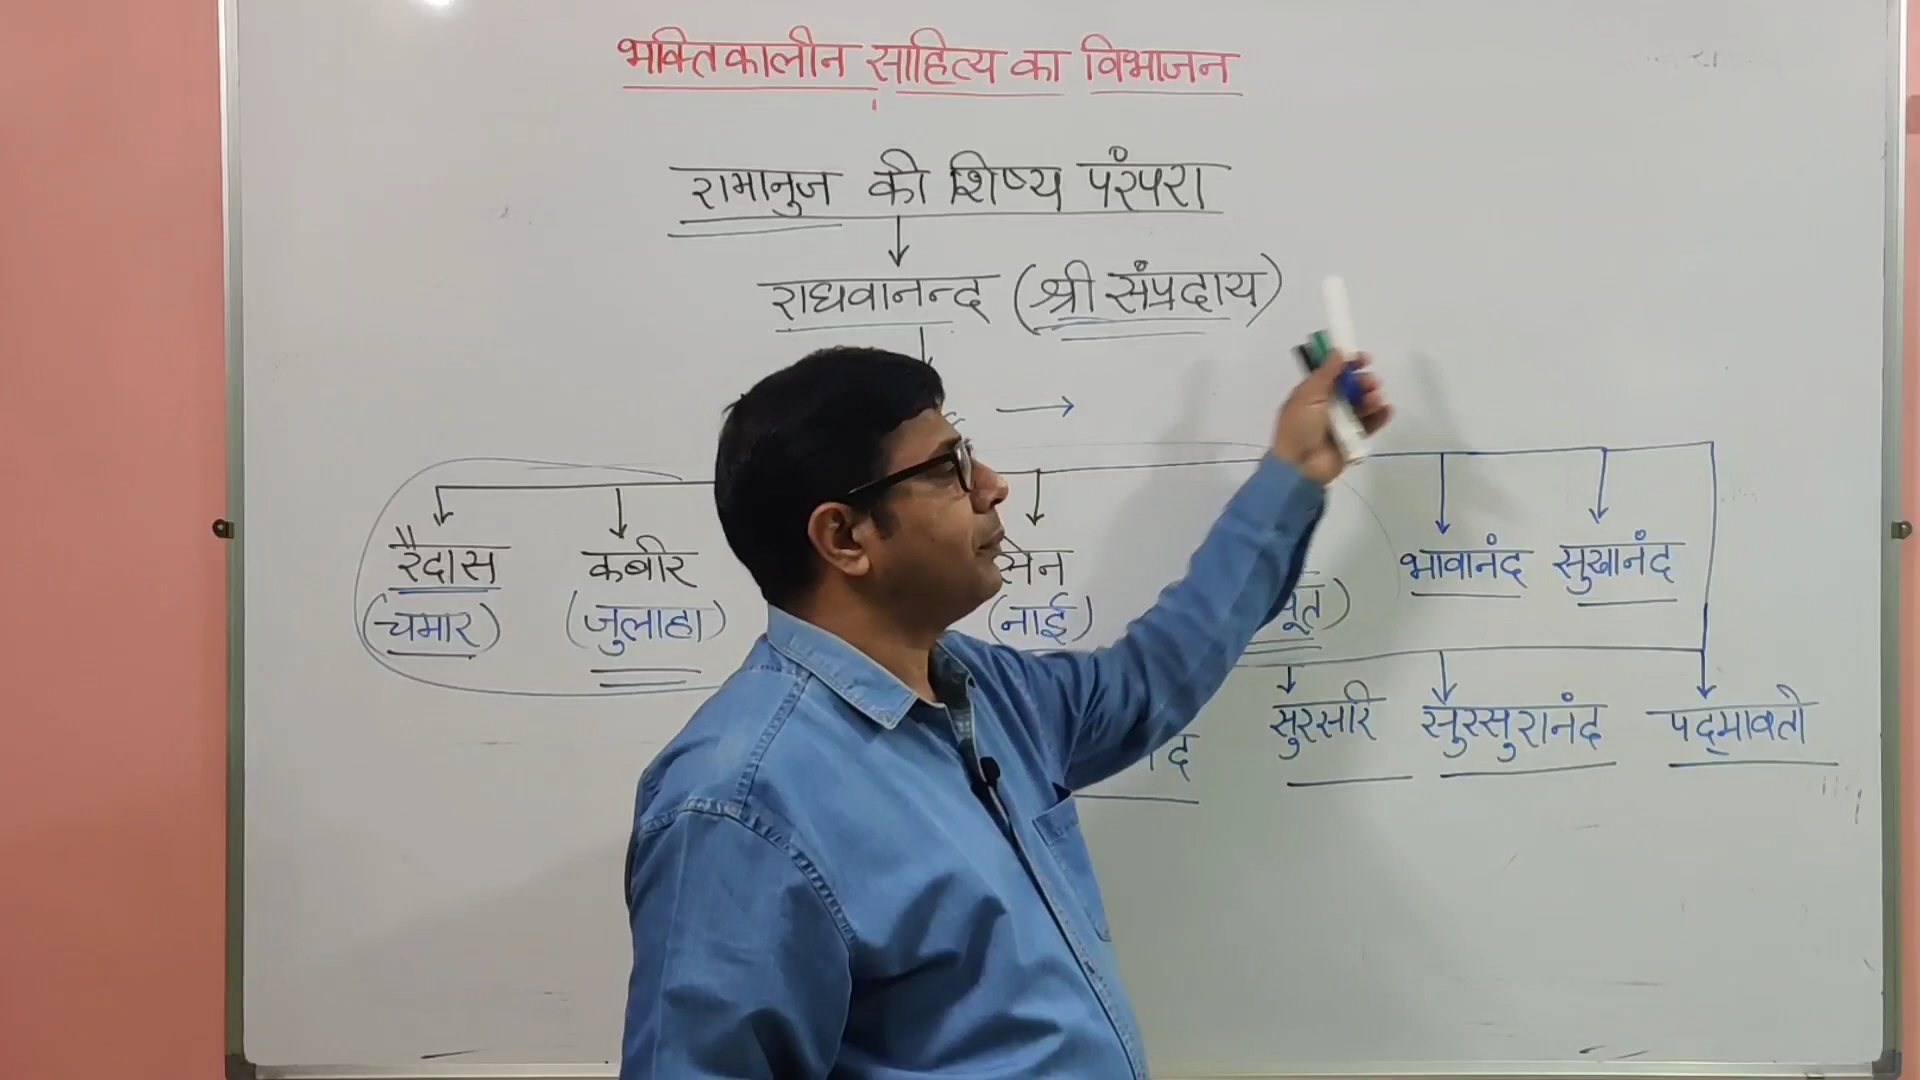 भक्तिकालीन साहित्य का विभाजन
रामानुज की शिष्य परंपरा
राघवानन्द (श्री संप्रदाय)
रैदास कबीर सेन भावानंद सुखानंद
(चमार) (जुलाहा) (नाई)
सुरसरि सुरसुरानंद पद्मावती